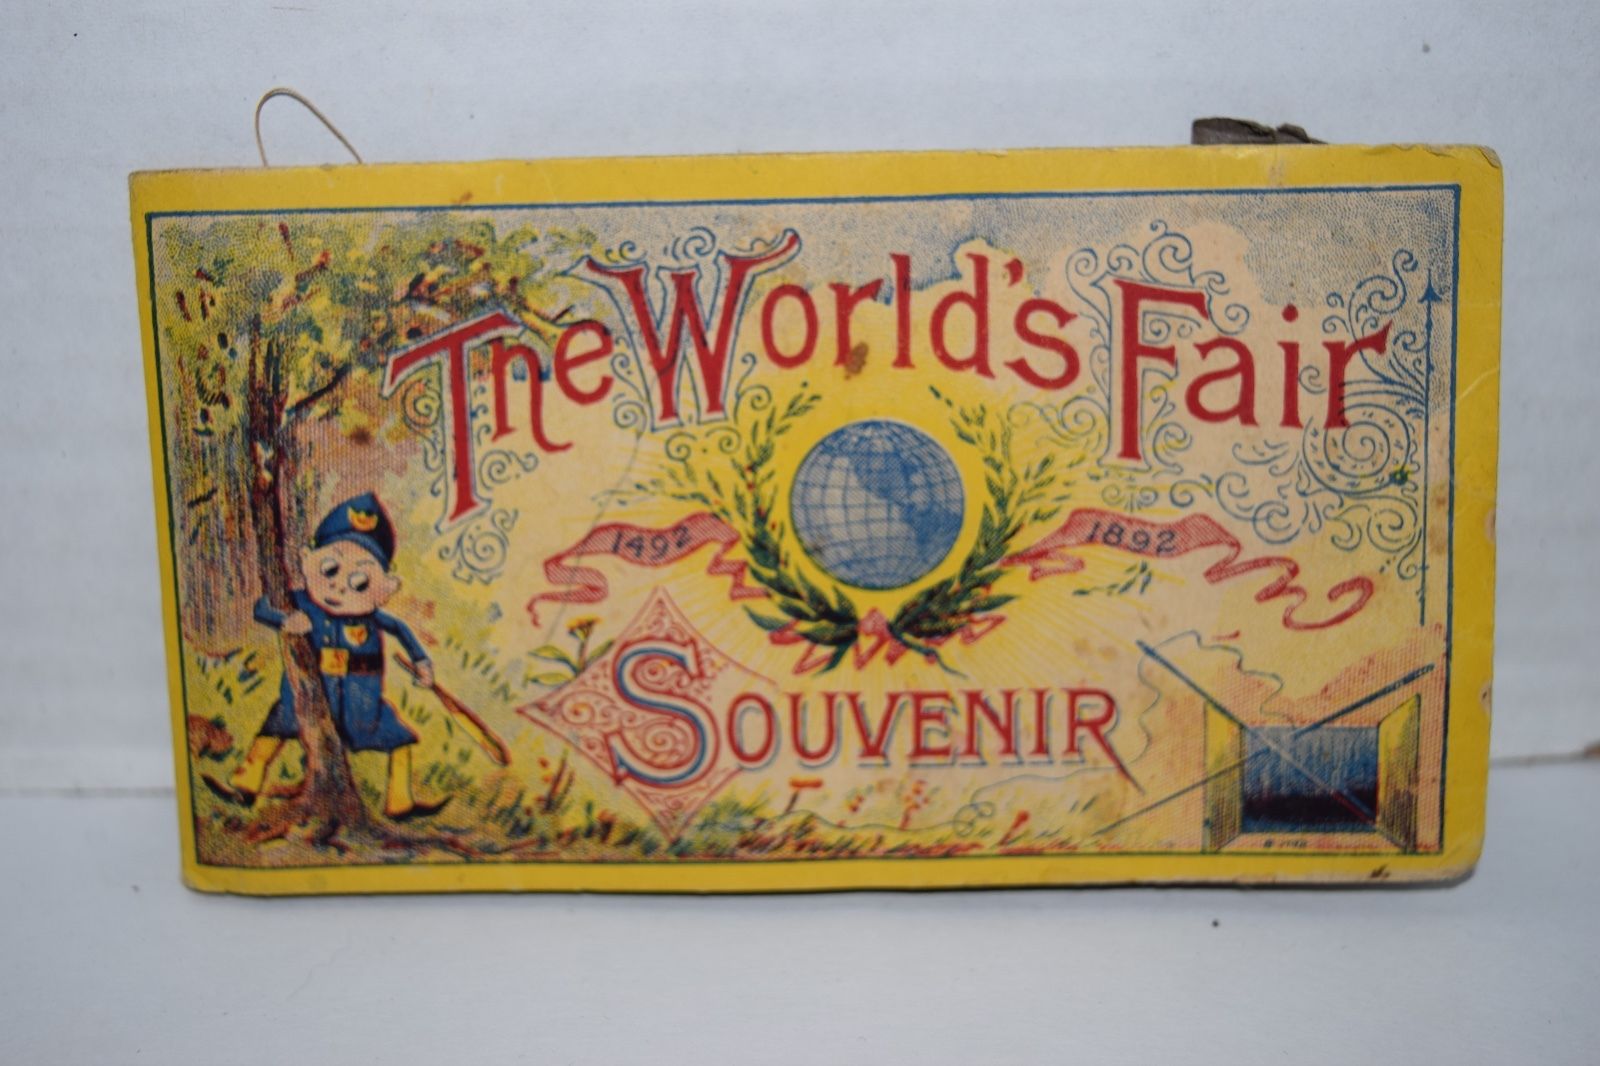 The World's Fair
1492 1892
Souvenir